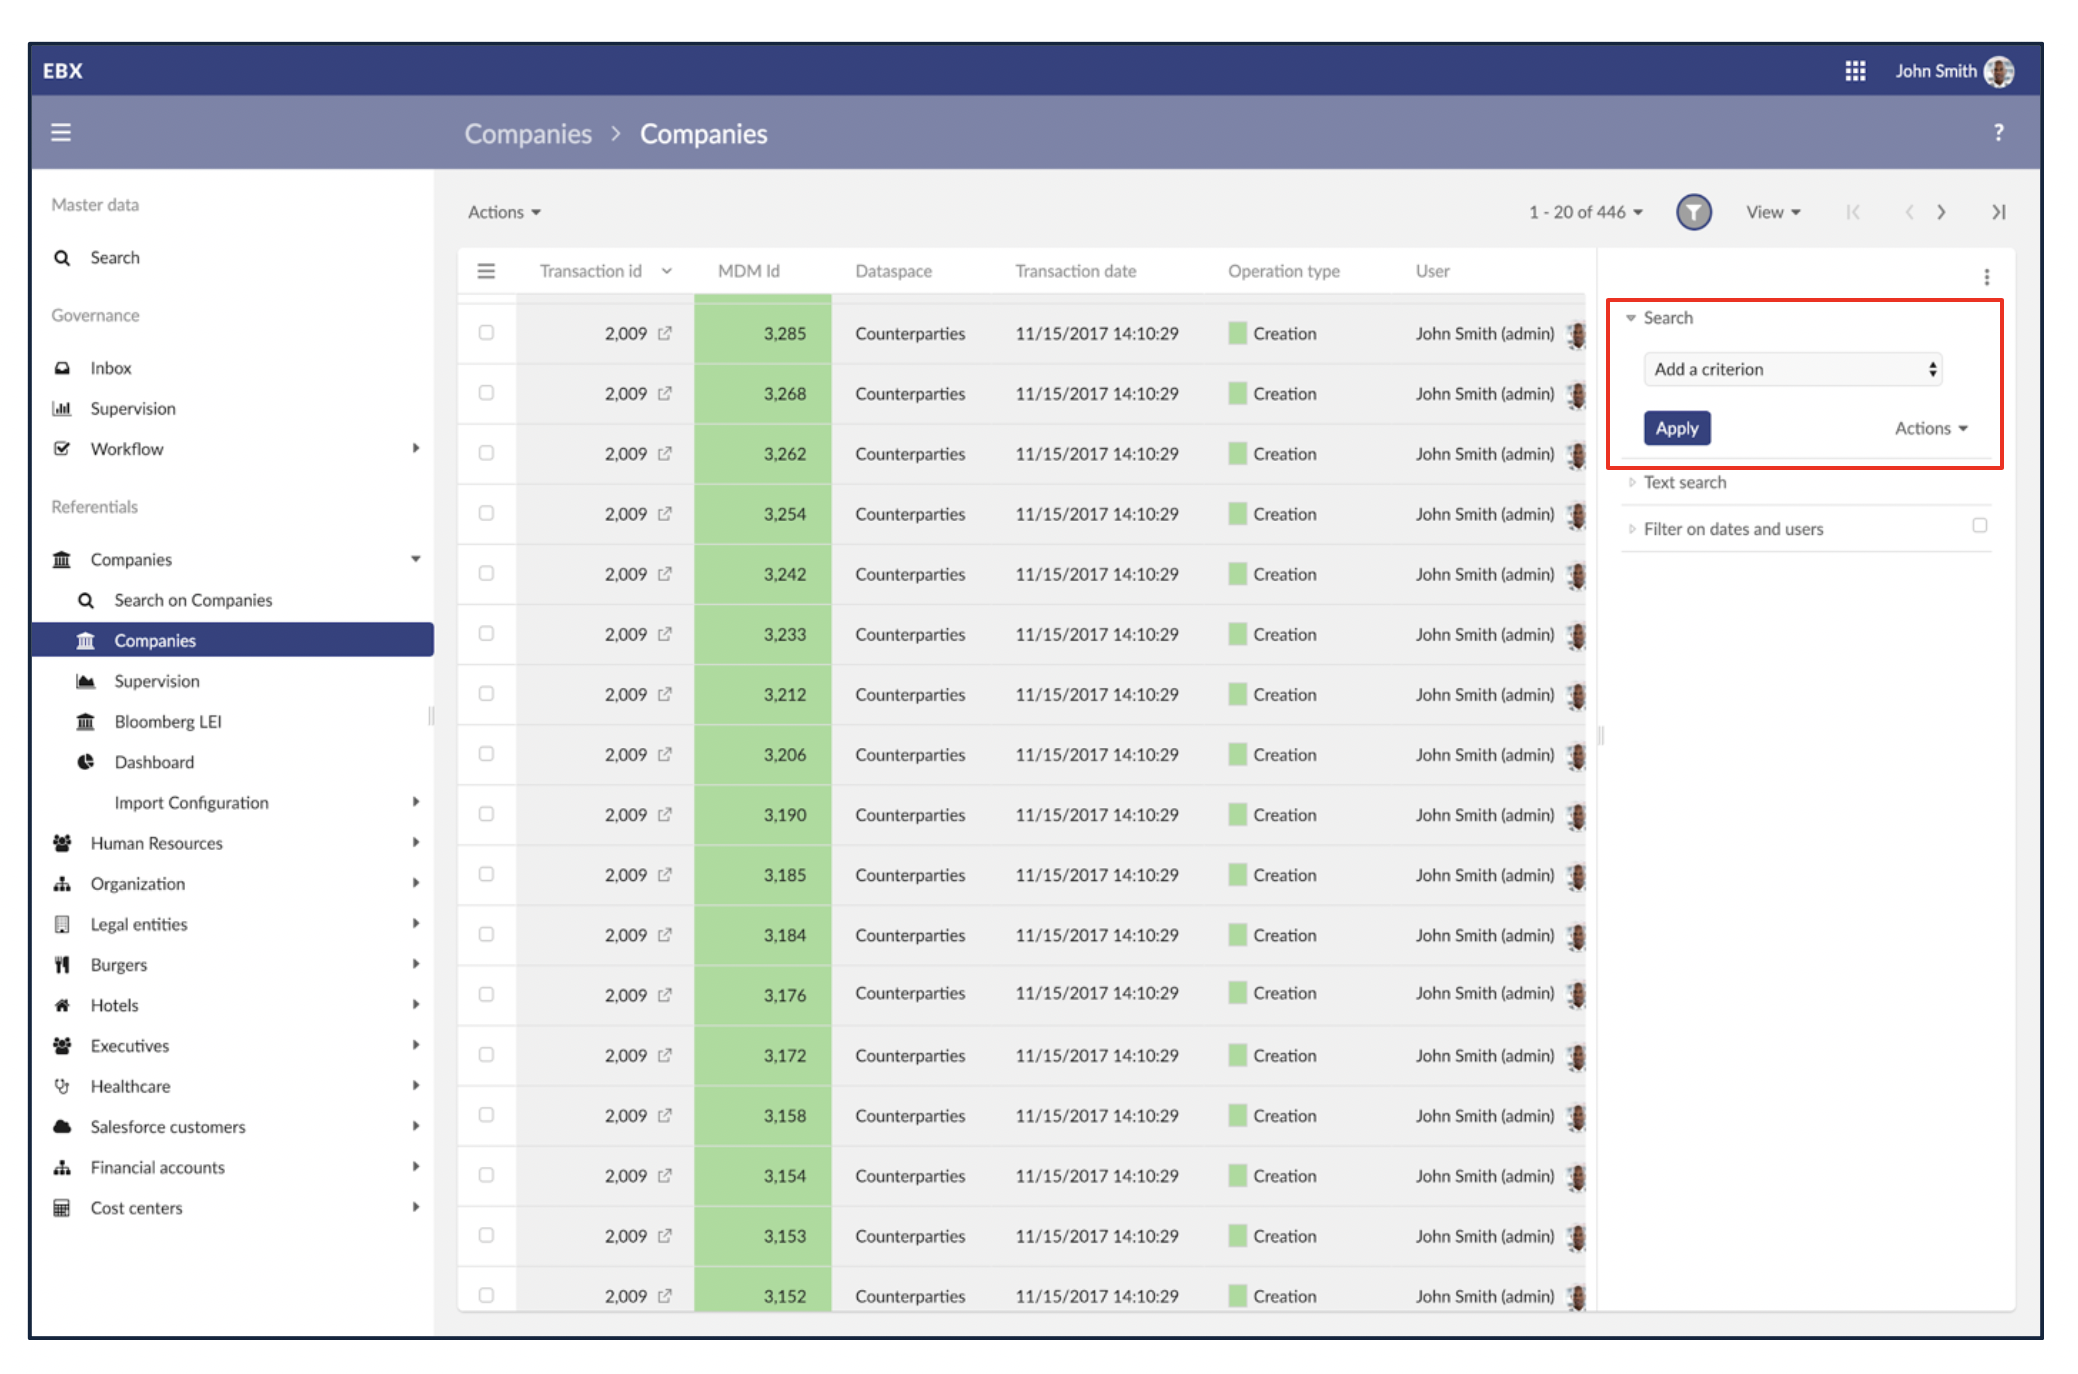 EBX
John Smith
Companies > Companies
?
Master data
Search
Governance
Inbox
Supervision
Workflow
Referentials
Companies
Search on Companies
Companies
Supervision
Bloomberg LEI
Dashboard
Import Configuration
Human Resources
Organization
Legal entities
Burgers
Hotels
Executives
Healthcare
Salesforce customers
Financial accounts
Cost centers
Actions
1 - 20 of 446
View
Transaction id MDM Id Dataspace Transaction date Operation type User
2,009 3,285 Counterparties 11/15/2017 14:10:29 Creation John Smith (admin)
2,009 3,268 Counterparties 11/15/2017 14:10:29 Creation John Smith (admin)
2,009 3,262 Counterparties 11/15/2017 14:10:29 Creation John Smith (admin)
2,009 3,254 Counterparties 11/15/2017 14:10:29 Creation John Smith (admin)
2,009 3,242 Counterparties 11/15/2017 14:10:29 Creation John Smith (admin)
2,009 3,233 Counterparties 11/15/2017 14:10:29 Creation John Smith (admin)
2,009 3,212 Counterparties 11/15/2017 14:10:29 Creation John Smith (admin)
2,009 3,206 Counterparties 11/15/2017 14:10:29 Creation John Smith (admin)
2,009 3,190 Counterparties 11/15/2017 14:10:29 Creation John Smith (admin)
2,009 3,185 Counterparties 11/15/2017 14:10:29 Creation John Smith (admin)
2,009 3,184 Counterparties 11/15/2017 14:10:29 Creation John Smith (admin)
2,009 3,176 Counterparties 11/15/2017 14:10:29 Creation John Smith (admin)
2,009 3,172 Counterparties 11/15/2017 14:10:29 Creation John Smith (admin)
2,009 3,158 Counterparties 11/15/2017 14:10:29 Creation John Smith (admin)
2,009 3,154 Counterparties 11/15/2017 14:10:29 Creation John Smith (admin)
2,009 3,153 Counterparties 11/15/2017 14:10:29 Creation John Smith (admin)
2,009 3,152 Counterparties 11/15/2017 14:10:29 Creation John Smith (admin)
Search
Add a criterion
Apply
Actions
Text search
Filter on dates and users